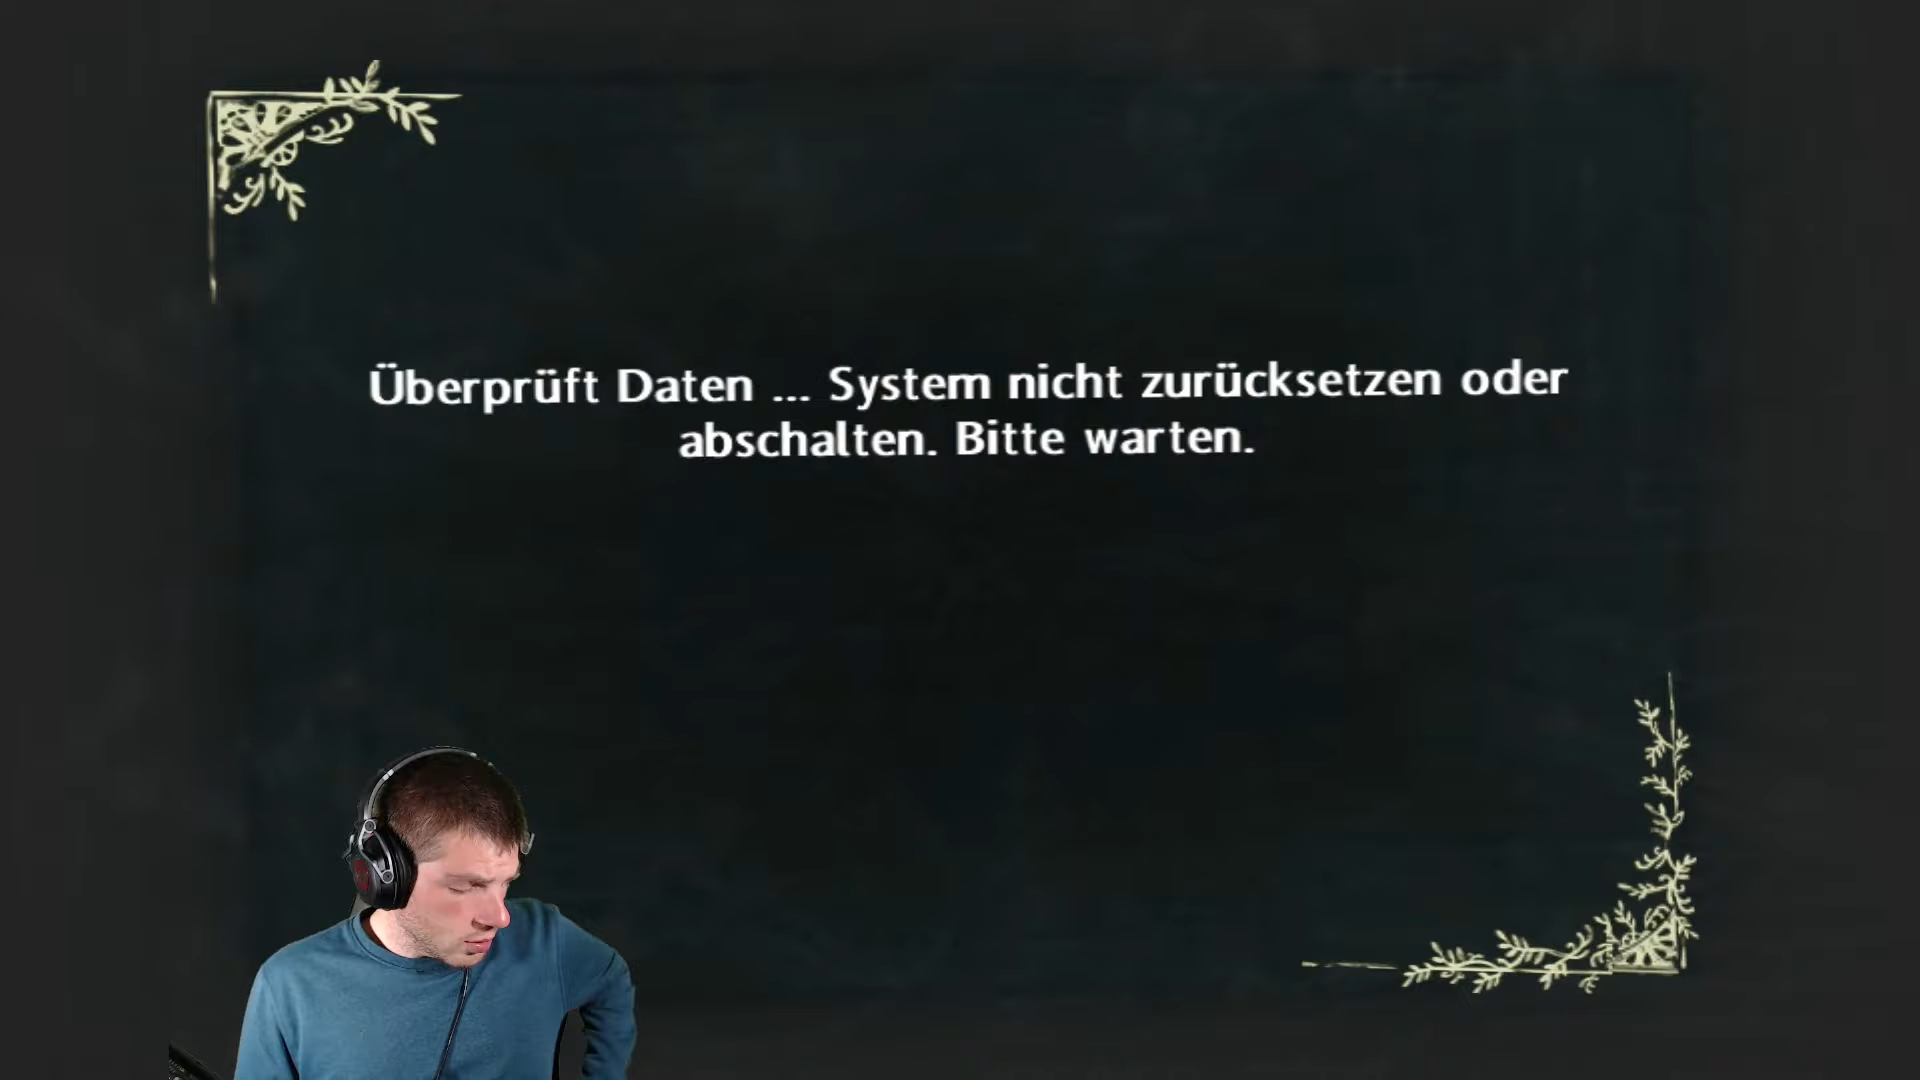 Überprüft Daten ... System nicht zurücksetzen oder
abschalten. Bitte warten.